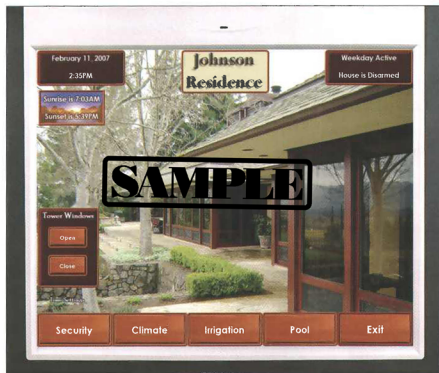 February 11, 2007
2:35PM
Johnson
Residence
Weekday Active
House is Disarmed
Sunrise is 7:03AM
Sunset is 5:39PM
SAMPLE
Tower Windows
Open
Close
Security
Climate
Irrigation
Pool
Exit